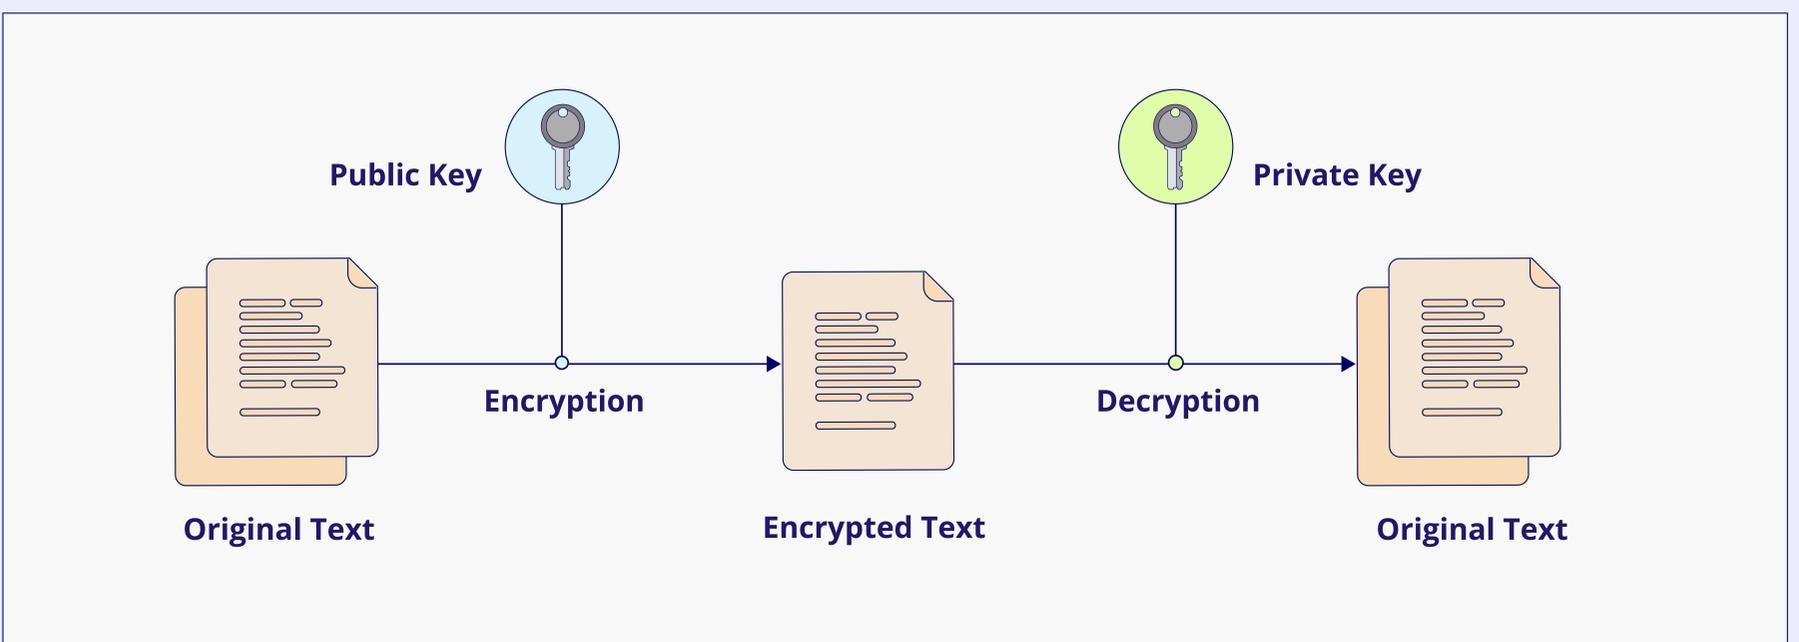 Public Key
Private Key
Encryption
Decryption
Original Text
Encrypted Text
Original Text